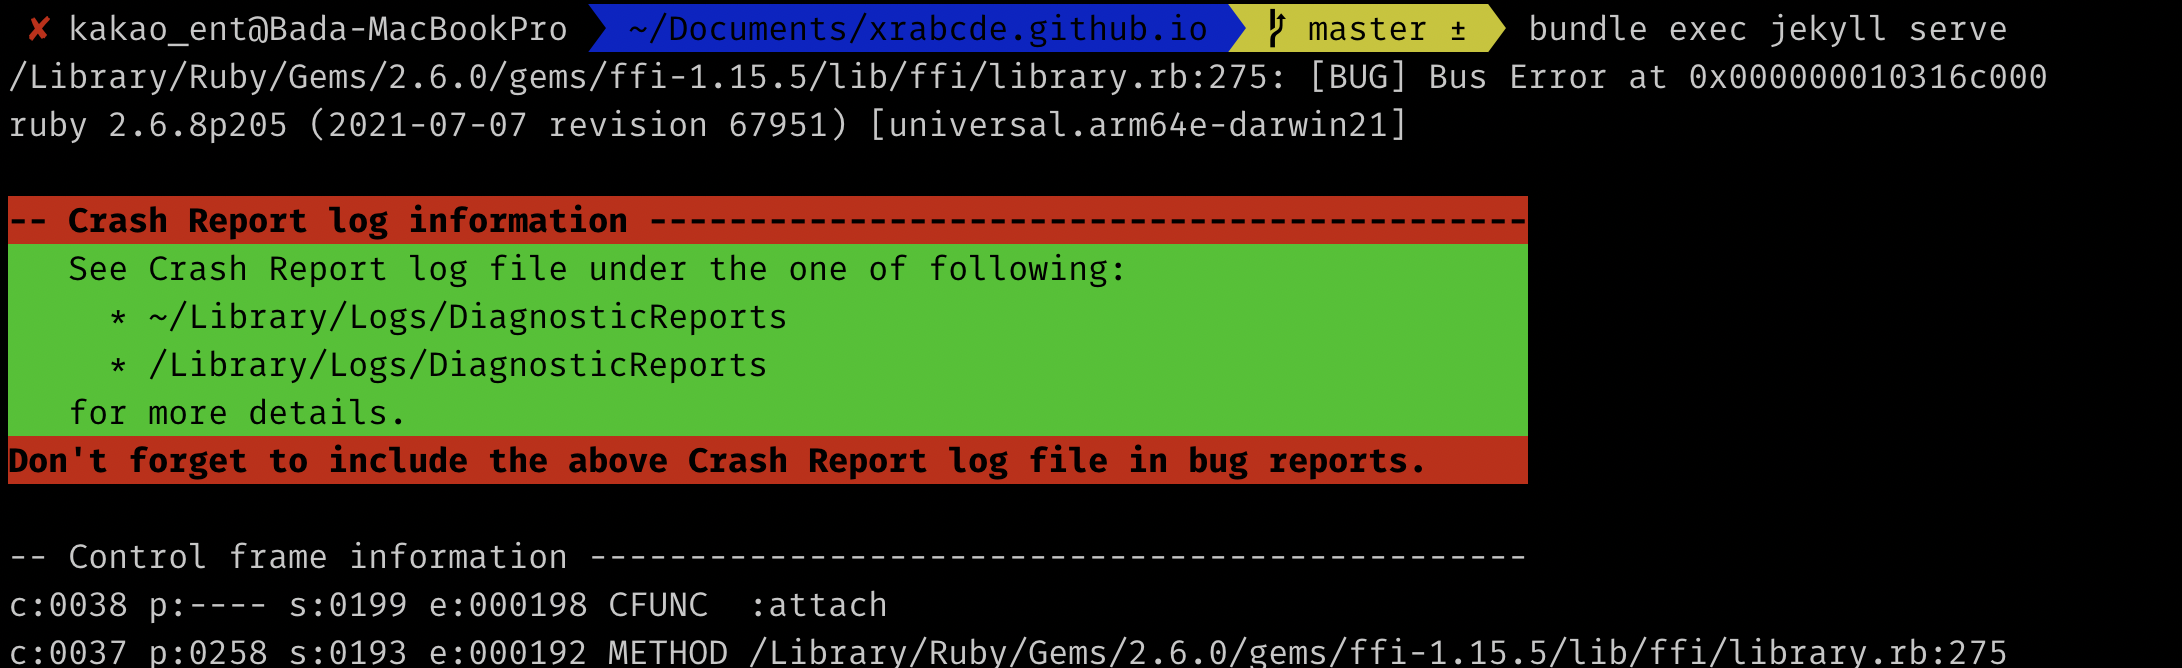 ✘ kakao_ent@Bada-MacBookPro ~/Documents/xrabcde.github.io master ± bundle exec jekyll serve
/Library/Ruby/Gems/2.6.0/gems/ffi-1.15.5/lib/ffi/library.rb:275: [BUG] Bus Error at 0x000000010316c000
ruby 2.6.8p205 (2021-07-07 revision 67951) [universal.arm64e-darwin21]
-- Crash Report log information --------------------------------------------
See Crash Report log file under the one of following:
* ~/Library/Logs/DiagnosticReports
* /Library/Logs/DiagnosticReports
for more details.
Don't forget to include the above Crash Report log file in bug reports.
-- Control frame information -----------------------------------------------
c:0038 p:---- s:0199 e:000198 CFUNC  :attach
c:0037 p:0258 s:0193 e:000192 METHOD /Library/Ruby/Gems/2.6.0/gems/ffi-1.15.5/lib/ffi/library.rb:275